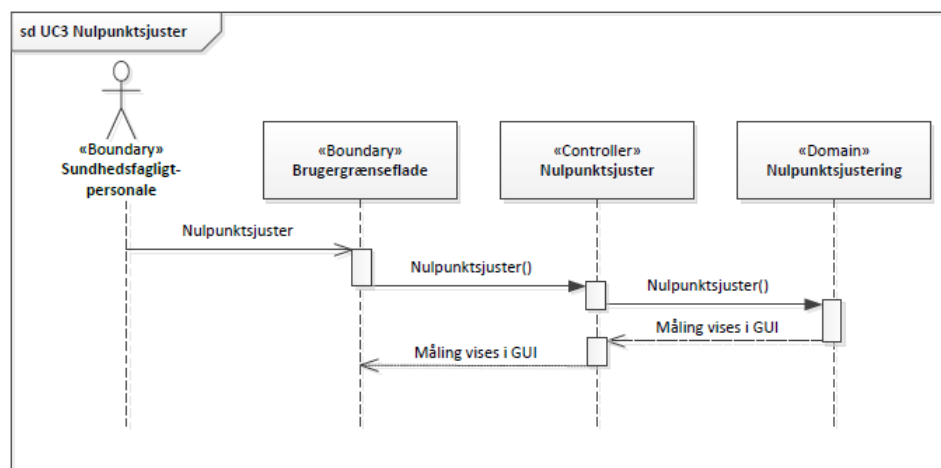 sd UC3 Nulpunktsjuster
«Boundary»
Sundhedsfagligt-
personale
«Boundary»
Brugergrænseflade
«Controller»
Nulpunktsjuster
«Domain»
Nulpunktsjustering
Nulpunktsjuster
Nulpunktsjuster()
Nulpunktsjuster()
Måling vises i GUI
Måling vises i GUI